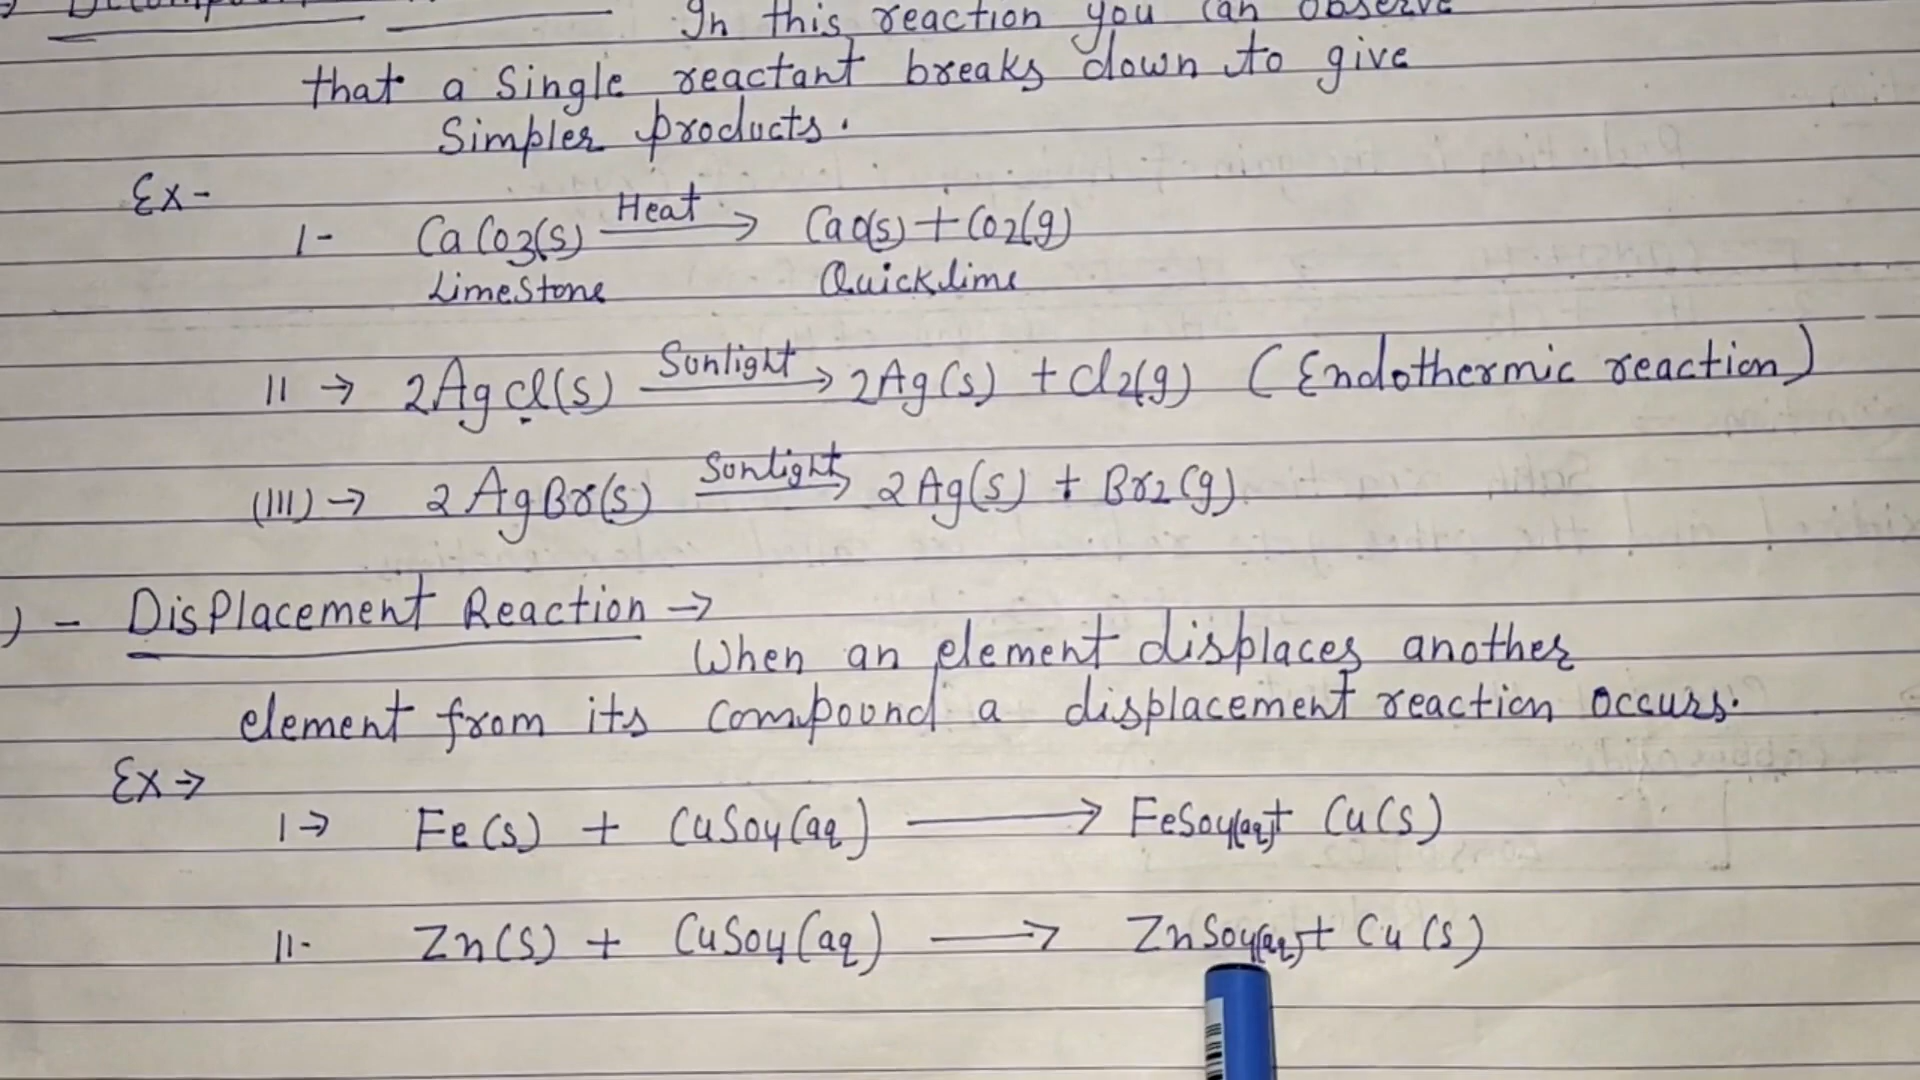 In this reaction you can observe
that a single reactant breaks down to give
Simpler products.
Ex-
1- CaCO3(s) Heat → CaO(s) + CO2(g)
Limestone Quicklime
II → 2AgCl(s) Sunlight → 2Ag(s) + Cl2(g) (Endothermic reaction)
(III) → 2AgBr(s) Sunlight → 2Ag(s) + Br2(g)
) - Displacement Reaction →
When an element displaces another
element from its compound a displacement reaction occurs.
Ex →
I → Fe(s) + CuSO4(aq) → FeSO4(aq) + Cu(s)
II- Zn(s) + CuSO4(aq) → ZnSO4(aq) + Cu(s)